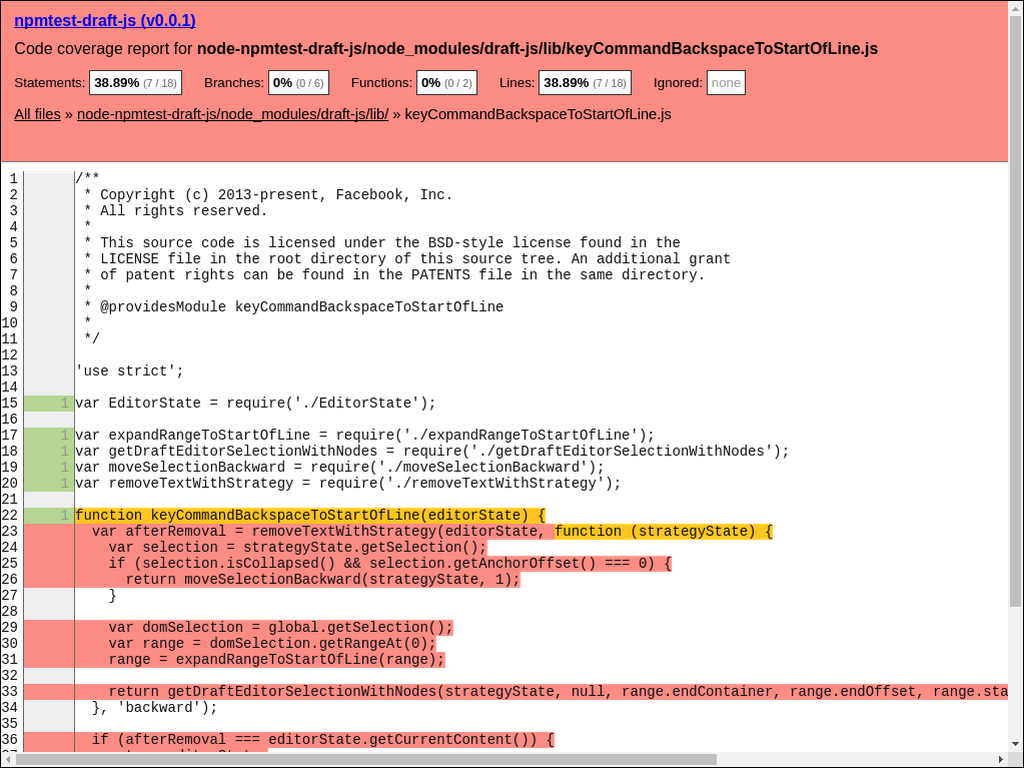 npmtest-draft-js (v0.0.1)
Code coverage report for node-npmtest-draft-js/node_modules/draft-js/lib/keyCommandBackspaceToStartOfLine.js
Statements: 38.89% (7 / 18) Branches: 0% (0 / 6) Functions: 0% (0 / 2) Lines: 38.89% (7 / 18) Ignored: none
All files » node-npmtest-draft-js/node_modules/draft-js/lib/ » keyCommandBackspaceToStartOfLine.js
1 /**
2 * Copyright (c) 2013-present, Facebook, Inc.
3 * All rights reserved.
4 *
5 * This source code is licensed under the BSD-style license found in the
6 * LICENSE file in the root directory of this source tree. An additional grant
7 * of patent rights can be found in the PATENTS file in the same directory.
8 *
9 * @providesModule keyCommandBackspaceToStartOfLine
10 *
11 */
12
13 'use strict';
14
15 1 var EditorState = require('./EditorState');
16
17 1 var expandRangeToStartOfLine = require('./expandRangeToStartOfLine');
18 1 var getDraftEditorSelectionWithNodes = require('./getDraftEditorSelectionWithNodes');
19 1 var moveSelectionBackward = require('./moveSelectionBackward');
20 1 var removeTextWithStrategy = require('./removeTextWithStrategy');
21
22 1 function keyCommandBackspaceToStartOfLine(editorState) {
23 var afterRemoval = removeTextWithStrategy(editorState, function (strategyState) {
24 var selection = strategyState.getSelection();
25 if (selection.isCollapsed() && selection.getAnchorOffset() === 0) {
26 return moveSelectionBackward(strategyState, 1);
27 }
28
29 var domSelection = global.getSelection();
30 var range = domSelection.getRangeAt(0);
31 range = expandRangeToStartOfLine(range);
32
33 return getDraftEditorSelectionWithNodes(strategyState, null, range.endContainer, range.endOffset, range.sta
34 }, 'backward');
35
36 if (afterRemoval === editorState.getCurrentContent()) {